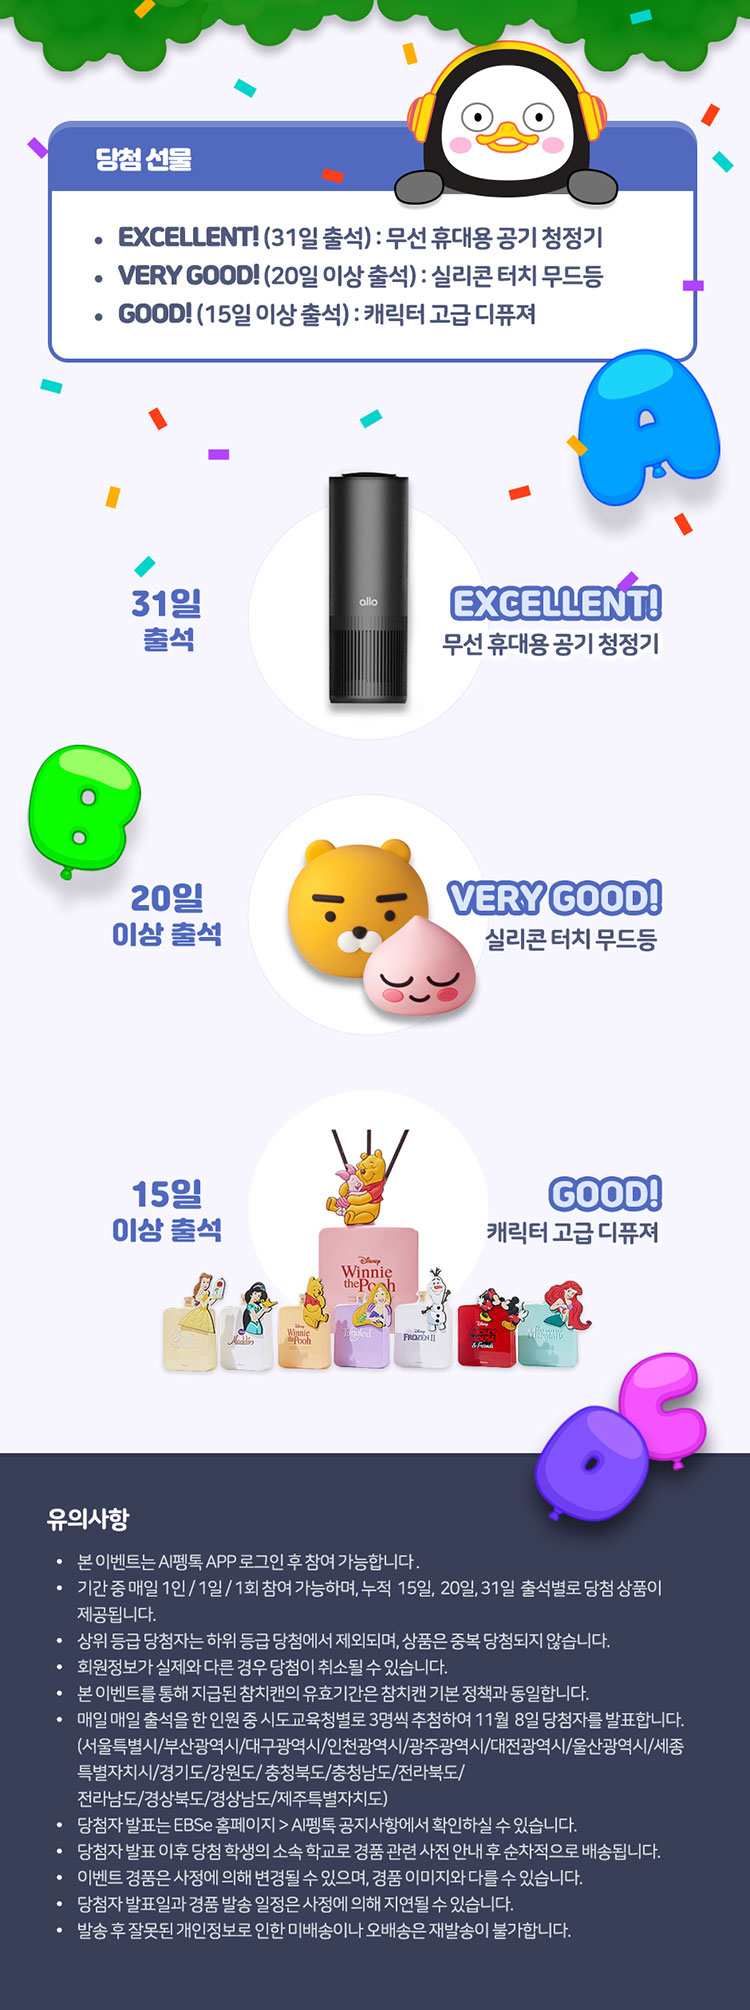 당첨 선물
• EXCELLENT! (31일 출석) : 무선 휴대용 공기 청정기
• VERY GOOD! (20일 이상 출석) : 실리콘 터치 무드등
• GOOD! (15일 이상 출석) : 캐릭터 고급 디퓨져
A
allo
31일
출석
EXCELLENT!
무선 휴대용 공기 청정기
B
20일
이상 출석
VERY GOOD!
실리콘 터치 무드등
15일
이상 출석
GOOD!
캐릭터 고급 디퓨져
Disney
Winnie
the Pooh
Aladdin
Winnie
the Pooh
Tangled
Disney
FROZEN II
Disney
& Friends
MERMAID
C
유의사항
• 본 이벤트는 AI펭톡 APP 로그인 후 참여 가능합니다 .
• 기간 중 매일 1인 / 1일 / 1회 참여 가능하며, 누적 15일, 20일, 31일 출석별로 당첨 상품이
제공됩니다.
• 상위 등급 당첨자는 하위 등급 당첨에서 제외되며, 상품은 중복 당첨되지 않습니다.
• 회원정보가 실제와 다른 경우 당첨이 취소될 수 있습니다.
• 본 이벤트를 통해 지급된 참치캔의 유효기간은 참치캔 기본 정책과 동일합니다.
• 매일 매일 출석을 한 인원 중 시도교육청별로 3명씩 추첨하여 11월 8일 당첨자를 발표합니다.
(서울특별시/부산광역시/대구광역시/인천광역시/광주광역시/대전광역시/울산광역시/세종
특별자치시/경기도/강원도/ 충청북도/충청남도/전라북도/
전라남도/경상북도/경상남도/제주특별자치도)
• 당첨자 발표는 EBSe 홈페이지 > AI펭톡 공지사항에서 확인하실 수 있습니다.
• 당첨자 발표 이후 당첨 학생의 소속 학교로 경품 관련 사전 안내 후 순차적으로 배송됩니다.
• 이벤트 경품은 사정에 의해 변경될 수 있으며, 경품 이미지와 다를 수 있습니다.
• 당첨자 발표일과 경품 발송 일정은 사정에 의해 지연될 수 있습니다.
• 발송 후 잘못된 개인정보로 인한 미배송이나 오배송은 재발송이 불가합니다.